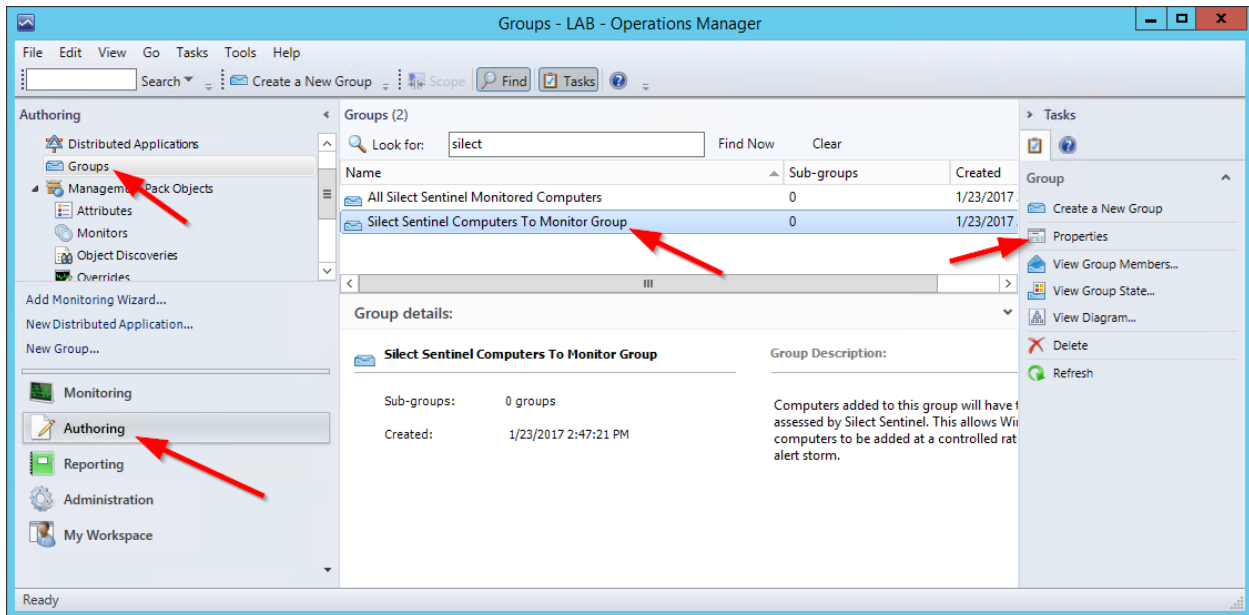 Groups - LAB - Operations Manager
File Edit View Go Tasks Tools Help
Search Create a New Group Scope Find Tasks
Authoring
Distributed Applications
Groups
Management Pack Objects
Attributes
Monitors
Object Discoveries
Overrides
Add Monitoring Wizard...
New Distributed Application...
New Group...
Monitoring
Authoring
Reporting
Administration
My Workspace
Groups (2)
Look for: silect Find Now Clear
Name Sub-groups Created
All Silect Sentinel Monitored Computers 0 1/23/2017
Silect Sentinel Computers To Monitor Group 0 1/23/2017
Group details:
Silect Sentinel Computers To Monitor Group
Sub-groups: 0 groups
Created: 1/23/2017 2:47:21 PM
Group Description:
Computers added to this group will have
assessed by Silect Sentinel. This allows
computers to be added at a controlled
alert storm.
Tasks
Group
Create a New Group
Properties
View Group Members...
View Group State...
View Diagram...
Delete
Refresh
Ready